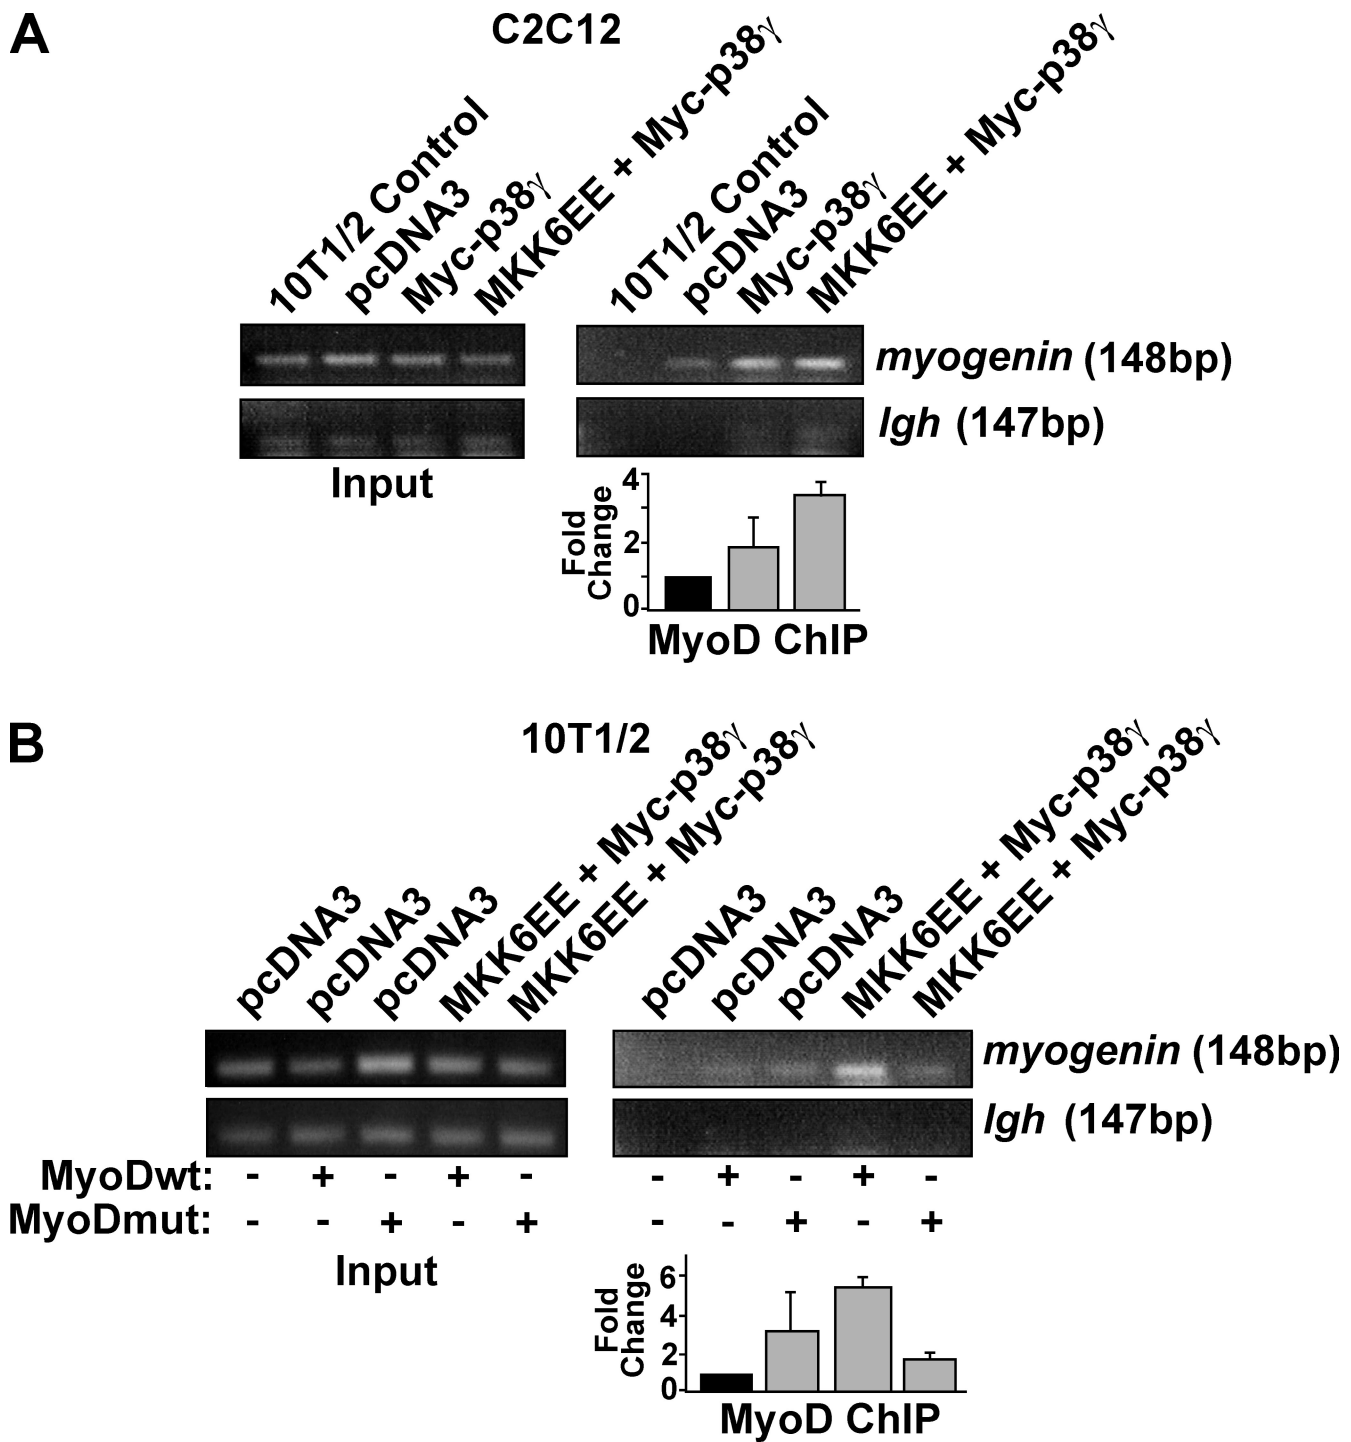 A
C2C12
10T1/2 Control
pcDNA3
Myc-p38γ
MKK6EE + Myc-p38γ
10T1/2 Control
pcDNA3
Myc-p38γ
MKK6EE + Myc-p38γ
myogenin (148bp)
Igh (147bp)
Input
Fold Change
4
2
0
MyoD ChIP
B
10T1/2
pcDNA3
pcDNA3
pcDNA3
MKK6EE + Myc-p38γ
MKK6EE + Myc-p38γ
pcDNA3
pcDNA3
pcDNA3
MKK6EE + Myc-p38γ
MKK6EE + Myc-p38γ
myogenin (148bp)
Igh (147bp)
MyoDwt: - + - + - - + - + -
MyoDmut: - - + - + - - + - +
Input
Fold Change
6
4
2
0
MyoD ChIP